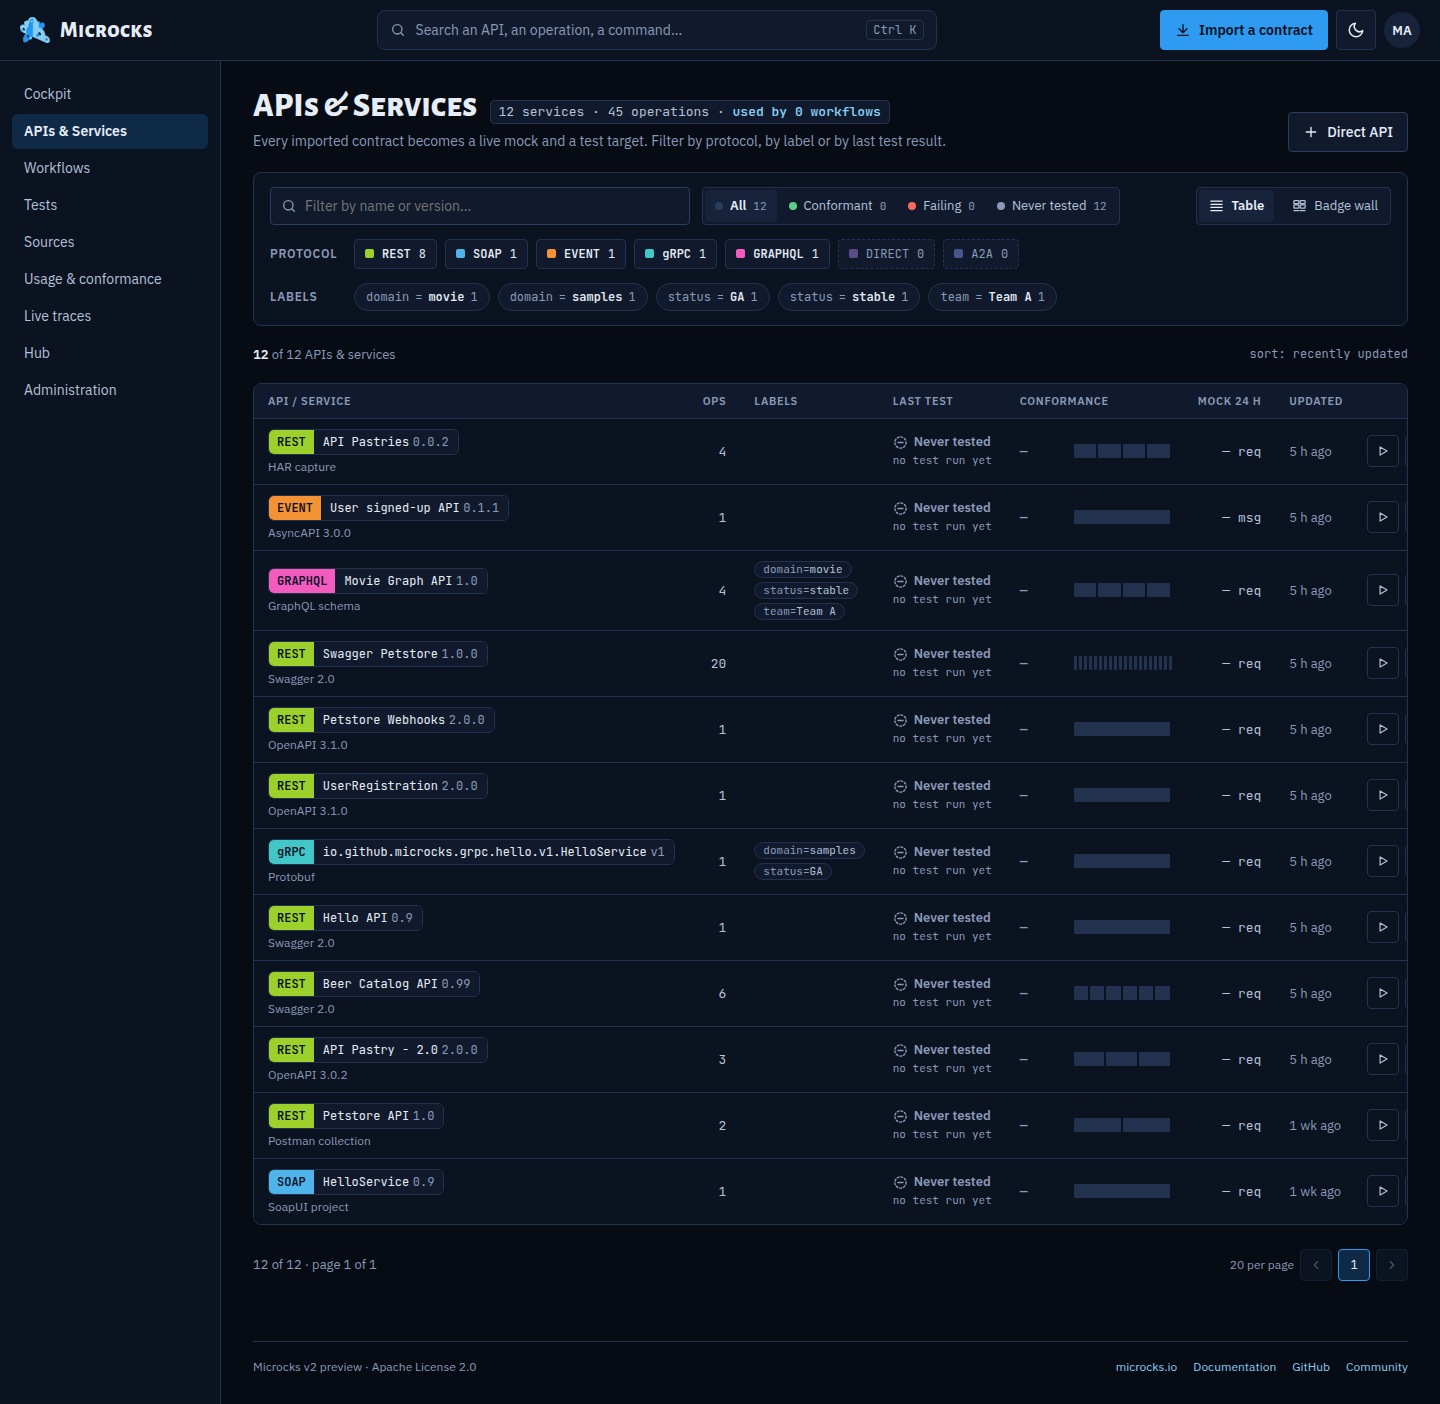 Microcks
Search an API, an operation, a command...
Ctrl K
Import a contract
MA
Cockpit
APIs & Services
Workflows
Tests
Sources
Usage & conformance
Live traces
Hub
Administration
APIs & Services
12 services · 45 operations · used by 0 workflows
Every imported contract becomes a live mock and a test target. Filter by protocol, by label or by last test result.
Direct API
Filter by name or version...
All 12
Conformant 0
Failing 0
Never tested 12
Table
Badge wall
PROTOCOL
REST 8
SOAP 1
EVENT 1
gRPC 1
GRAPHQL 1
DIRECT 0
A2A 0
LABELS
domain = movie 1
domain = samples 1
status = GA 1
status = stable 1
team = Team A 1
12 of 12 APIs & services
sort: recently updated
API / SERVICE OPS LABELS LAST TEST CONFORMANCE MOCK 24 H UPDATED
REST API Pastries 0.0.2 4 Never tested – – req 5 h ago
HAR capture no test run yet
EVENT User signed-up API 0.1.1 1 Never tested – – msg 5 h ago
AsyncAPI 3.0.0 no test run yet
domain=movie
GRAPHQL Movie Graph API 1.0 4 status=stable Never tested – – req 5 h ago
GraphQL schema team=Team A no test run yet
REST Swagger Petstore 1.0.0 20 Never tested – – req 5 h ago
Swagger 2.0 no test run yet
REST Petstore Webhooks 2.0.0 1 Never tested – – req 5 h ago
OpenAPI 3.1.0 no test run yet
REST UserRegistration 2.0.0 1 Never tested – – req 5 h ago
OpenAPI 3.1.0 no test run yet
gRPC io.github.microcks.grpc.hello.v1.HelloService v1 1 domain=samples Never tested – – req 5 h ago
Protobuf status=GA no test run yet
REST Hello API 0.9 1 Never tested – – req 5 h ago
Swagger 2.0 no test run yet
REST Beer Catalog API 0.99 6 Never tested – – req 5 h ago
Swagger 2.0 no test run yet
REST API Pastry - 2.0 2.0.0 3 Never tested – – req 5 h ago
OpenAPI 3.0.2 no test run yet
REST Petstore API 1.0 2 Never tested – – req 1 wk ago
Postman collection no test run yet
SOAP HelloService 0.9 1 Never tested – – req 1 wk ago
SoapUI project no test run yet
12 of 12 · page 1 of 1
20 per page
1
Microcks v2 preview · Apache License 2.0
microcks.io Documentation GitHub Community